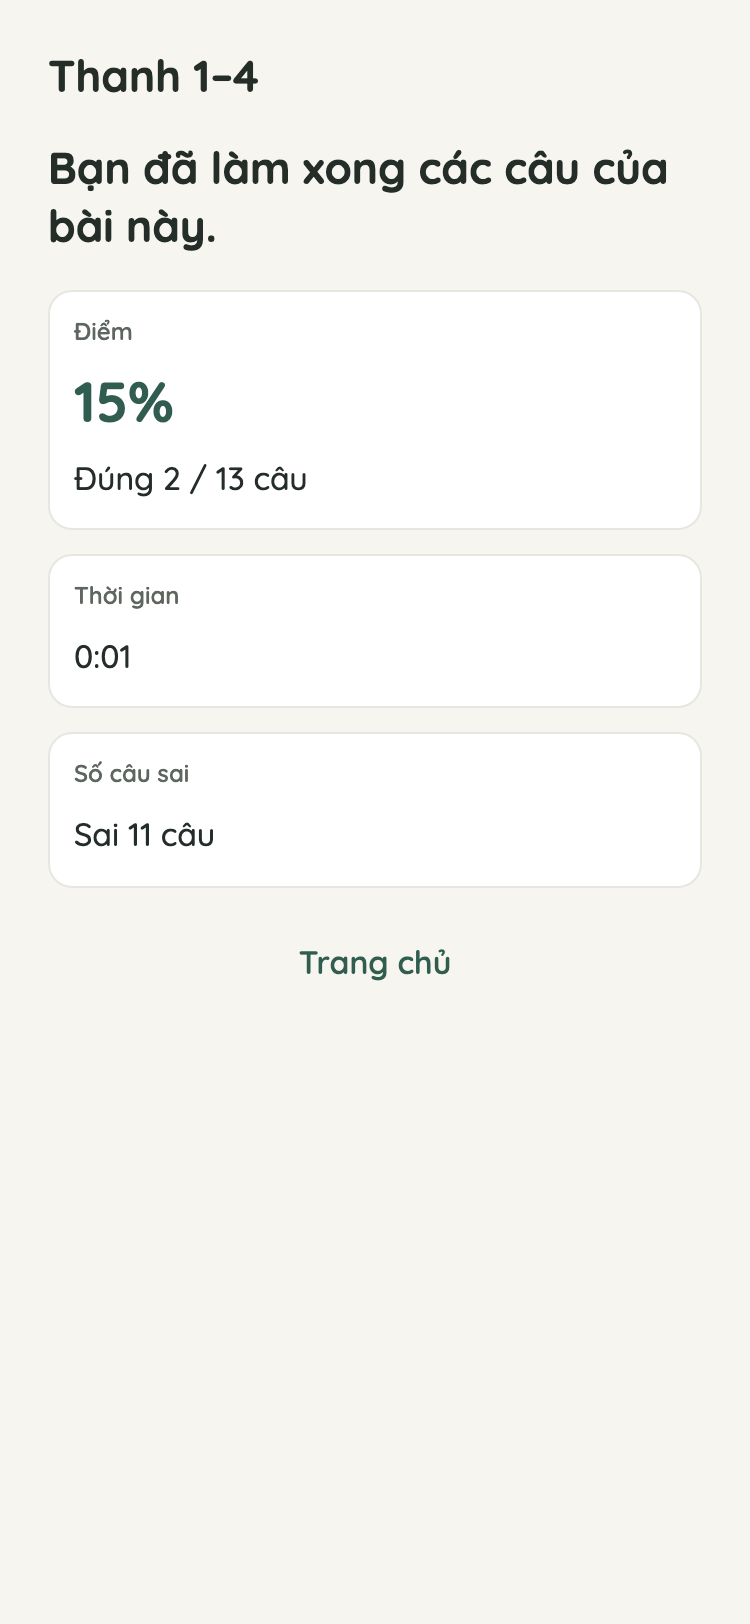 Thanh 1–4
Bạn đã làm xong các câu của
bài này.
Điểm
15%
Đúng 2 / 13 câu
Thời gian
0:01
Số câu sai
Sai 11 câu
Trang chủ